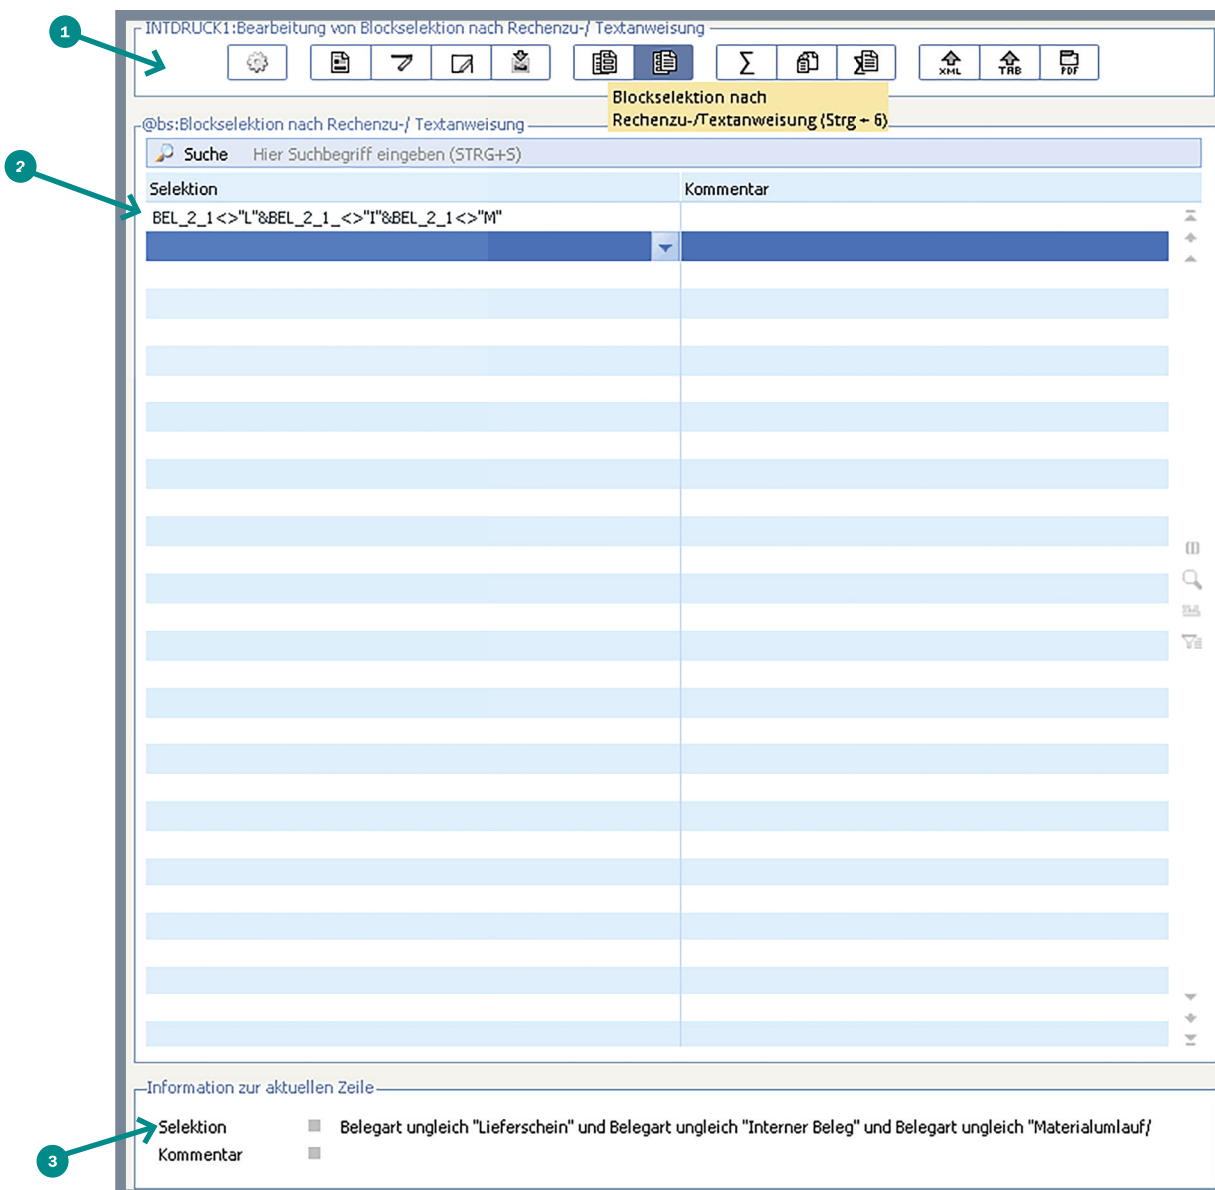 1
INTDRUCK1:Bearbeitung von Blockselektion nach Rechenzu-/ Textanweisung
XML TAB PDF
Blockselektion nach
Rechenzu-/Textanweisung (Strg + 6)
@bs:Blockselektion nach Rechenzu-/ Textanweisung
2
Suche Hier Suchbegriff eingeben (STRG+S)
Selektion Kommentar
BEL_2_1<>"L"&BEL_2_1_<>"I"&BEL_2_1<>"M"
Information zur aktuellen Zeile
Selektion Belegart ungleich "Lieferschein" und Belegart ungleich "Interner Beleg" und Belegart ungleich "Materialumlauf/
Kommentar
3